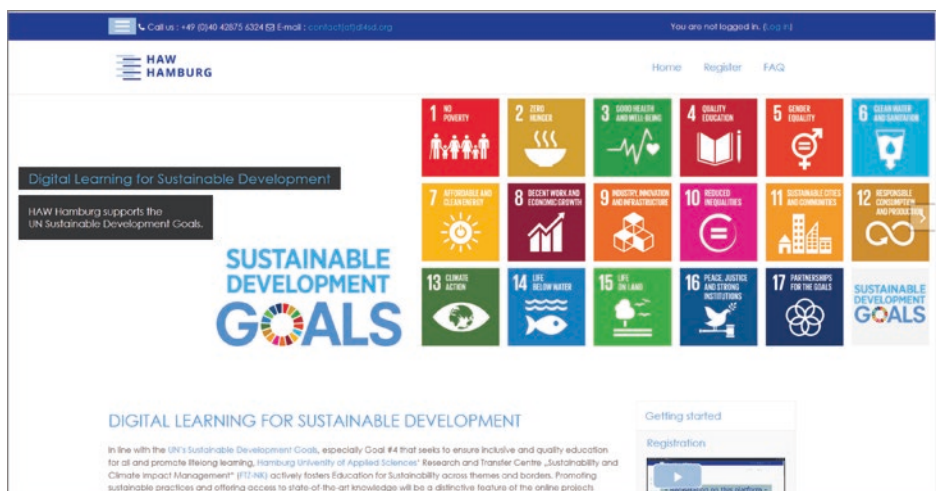 Call us : +49 (0)40 42875 6324 E-mail : contact(at)dl4sd.org
You are not logged in. (Log in)
HAW
HAMBURG
Home Register FAQ
Digital Learning for Sustainable Development
HAW Hamburg supports the
UN Sustainable Development Goals.
SUSTAINABLE
DEVELOPMENT
GOALS
1 NO
POVERTY
2 ZERO
HUNGER
3 GOOD HEALTH
AND WELL-BEING
4 QUALITY
EDUCATION
5 GENDER
EQUALITY
6 CLEAN WATER
AND SANITATION
7 AFFORDABLE AND
CLEAN ENERGY
8 DECENT WORK AND
ECONOMIC GROWTH
9 INDUSTRY, INNOVATION
AND INFRASTRUCTURE
10 REDUCED
INEQUALITIES
11 SUSTAINABLE CITIES
AND COMMUNITIES
12 RESPONSIBLE
CONSUMPTION
AND PRODUCTION
13 CLIMATE
ACTION
14 LIFE
BELOW WATER
15 LIFE
ON LAND
16 PEACE, JUSTICE
AND STRONG
INSTITUTIONS
17 PARTNERSHIPS
FOR THE GOALS
SUSTAINABLE
DEVELOPMENT
GOALS
DIGITAL LEARNING FOR SUSTAINABLE DEVELOPMENT
In line with the UN's Sustainable Development Goals, especially Goal #4 that seeks to ensure inclusive and quality education
for all and promote lifelong learning, Hamburg University of Applied Sciences' Research and Transfer Centre „Sustainability and
Climate Impact Management" (FTZ-NK) actively fosters Education for Sustainability across themes and borders. Promoting
sustainable practices and offering access to state-of-the-art knowledge will be a distinctive feature of the online projects
Getting started
Registration